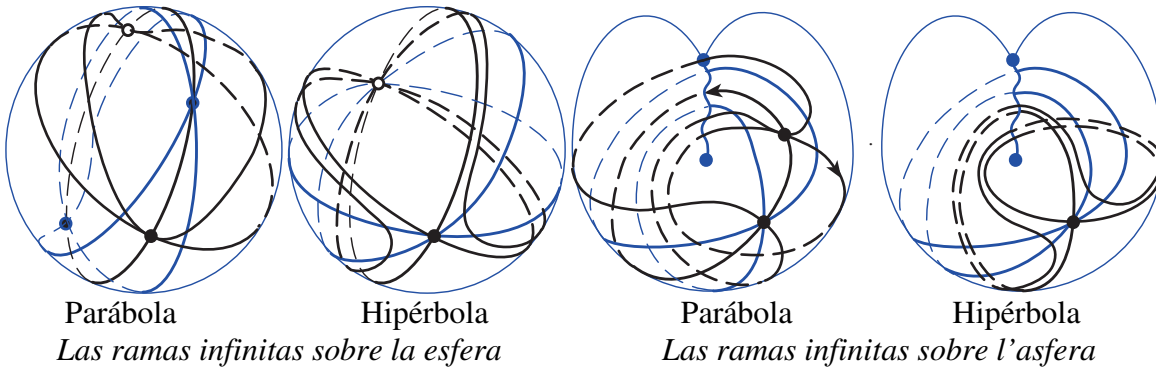 Parábola Hipérbola Parábola Hipérbola
Las ramas infinitas sobre la esfera Las ramas infinitas sobre l'asfera